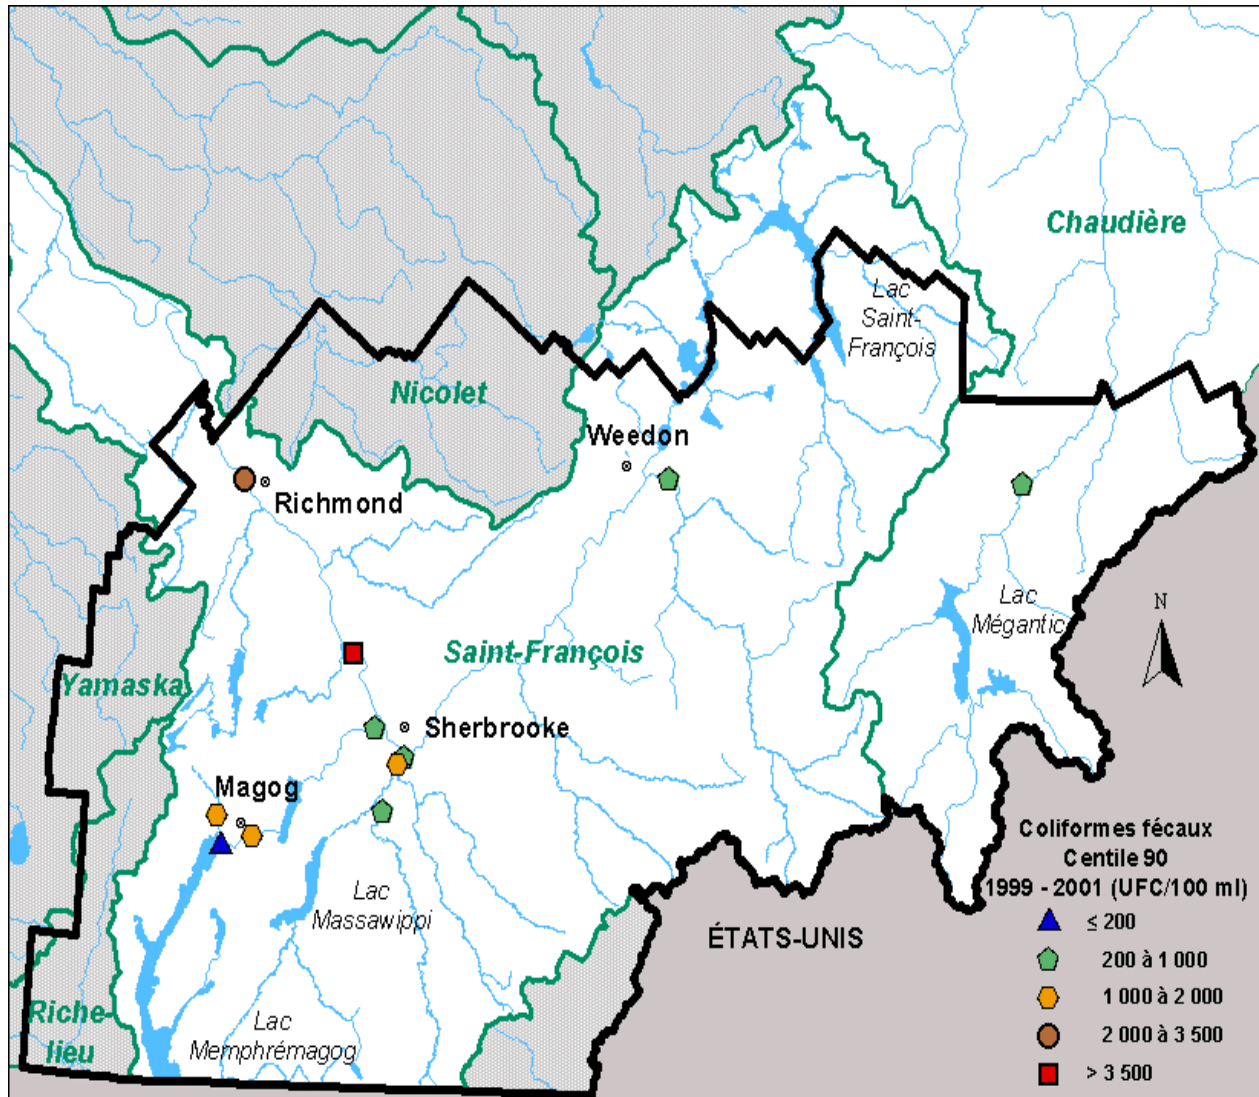 Chaudière
Lac
Saint-
François
Nicolet
Weedon
Richmond
Lac
Mégantic
N
Saint-François
Yamaska
Sherbrooke
Magog
Lac
Massawippi
ÉTATS-UNIS
Riche-
lieu
Lac
Memphrémagog
Coliformes fécaux
Centile 90
1999 - 2001 (UFC/100 ml)
≤ 200
200 à 1 000
1 000 à 2 000
2 000 à 3 500
> 3 500